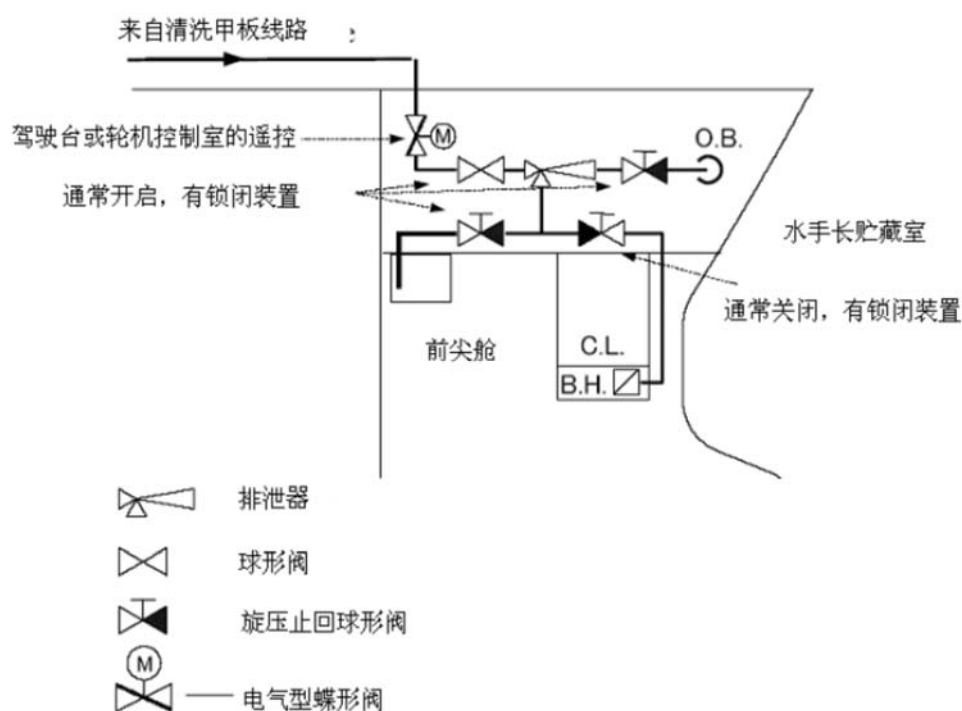 来自清洗甲板线路
驾驶台或轮机控制室的遥控
M
O.B.
通常开启，有锁闭装置
水手长贮藏室
通常关闭，有锁闭装置
前尖舱
C.L.
B.H.
排泄器
球形阀
旋压止回球形阀
M
电气型蝶形阀